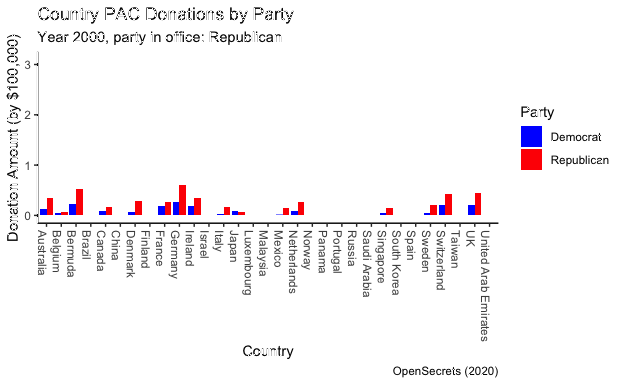 Country PAC Donations by Party
Year 2000, party in office: Republican
Donation Amount (by $100,000)
3
2
1
0
Australia
Belgium
Bermuda
Brazil
Canada
China
Denmark
Finland
France
Germany
Ireland
Israel
Italy
Japan
Luxembourg
Malaysia
Mexico
Netherlands
Norway
Panama
Portugal
Russia
Saudi Arabia
Singapore
South Korea
Spain
Sweden
Switzerland
Taiwan
UK
United Arab Emirates
Country
Party
Democrat
Republican
OpenSecrets (2020)